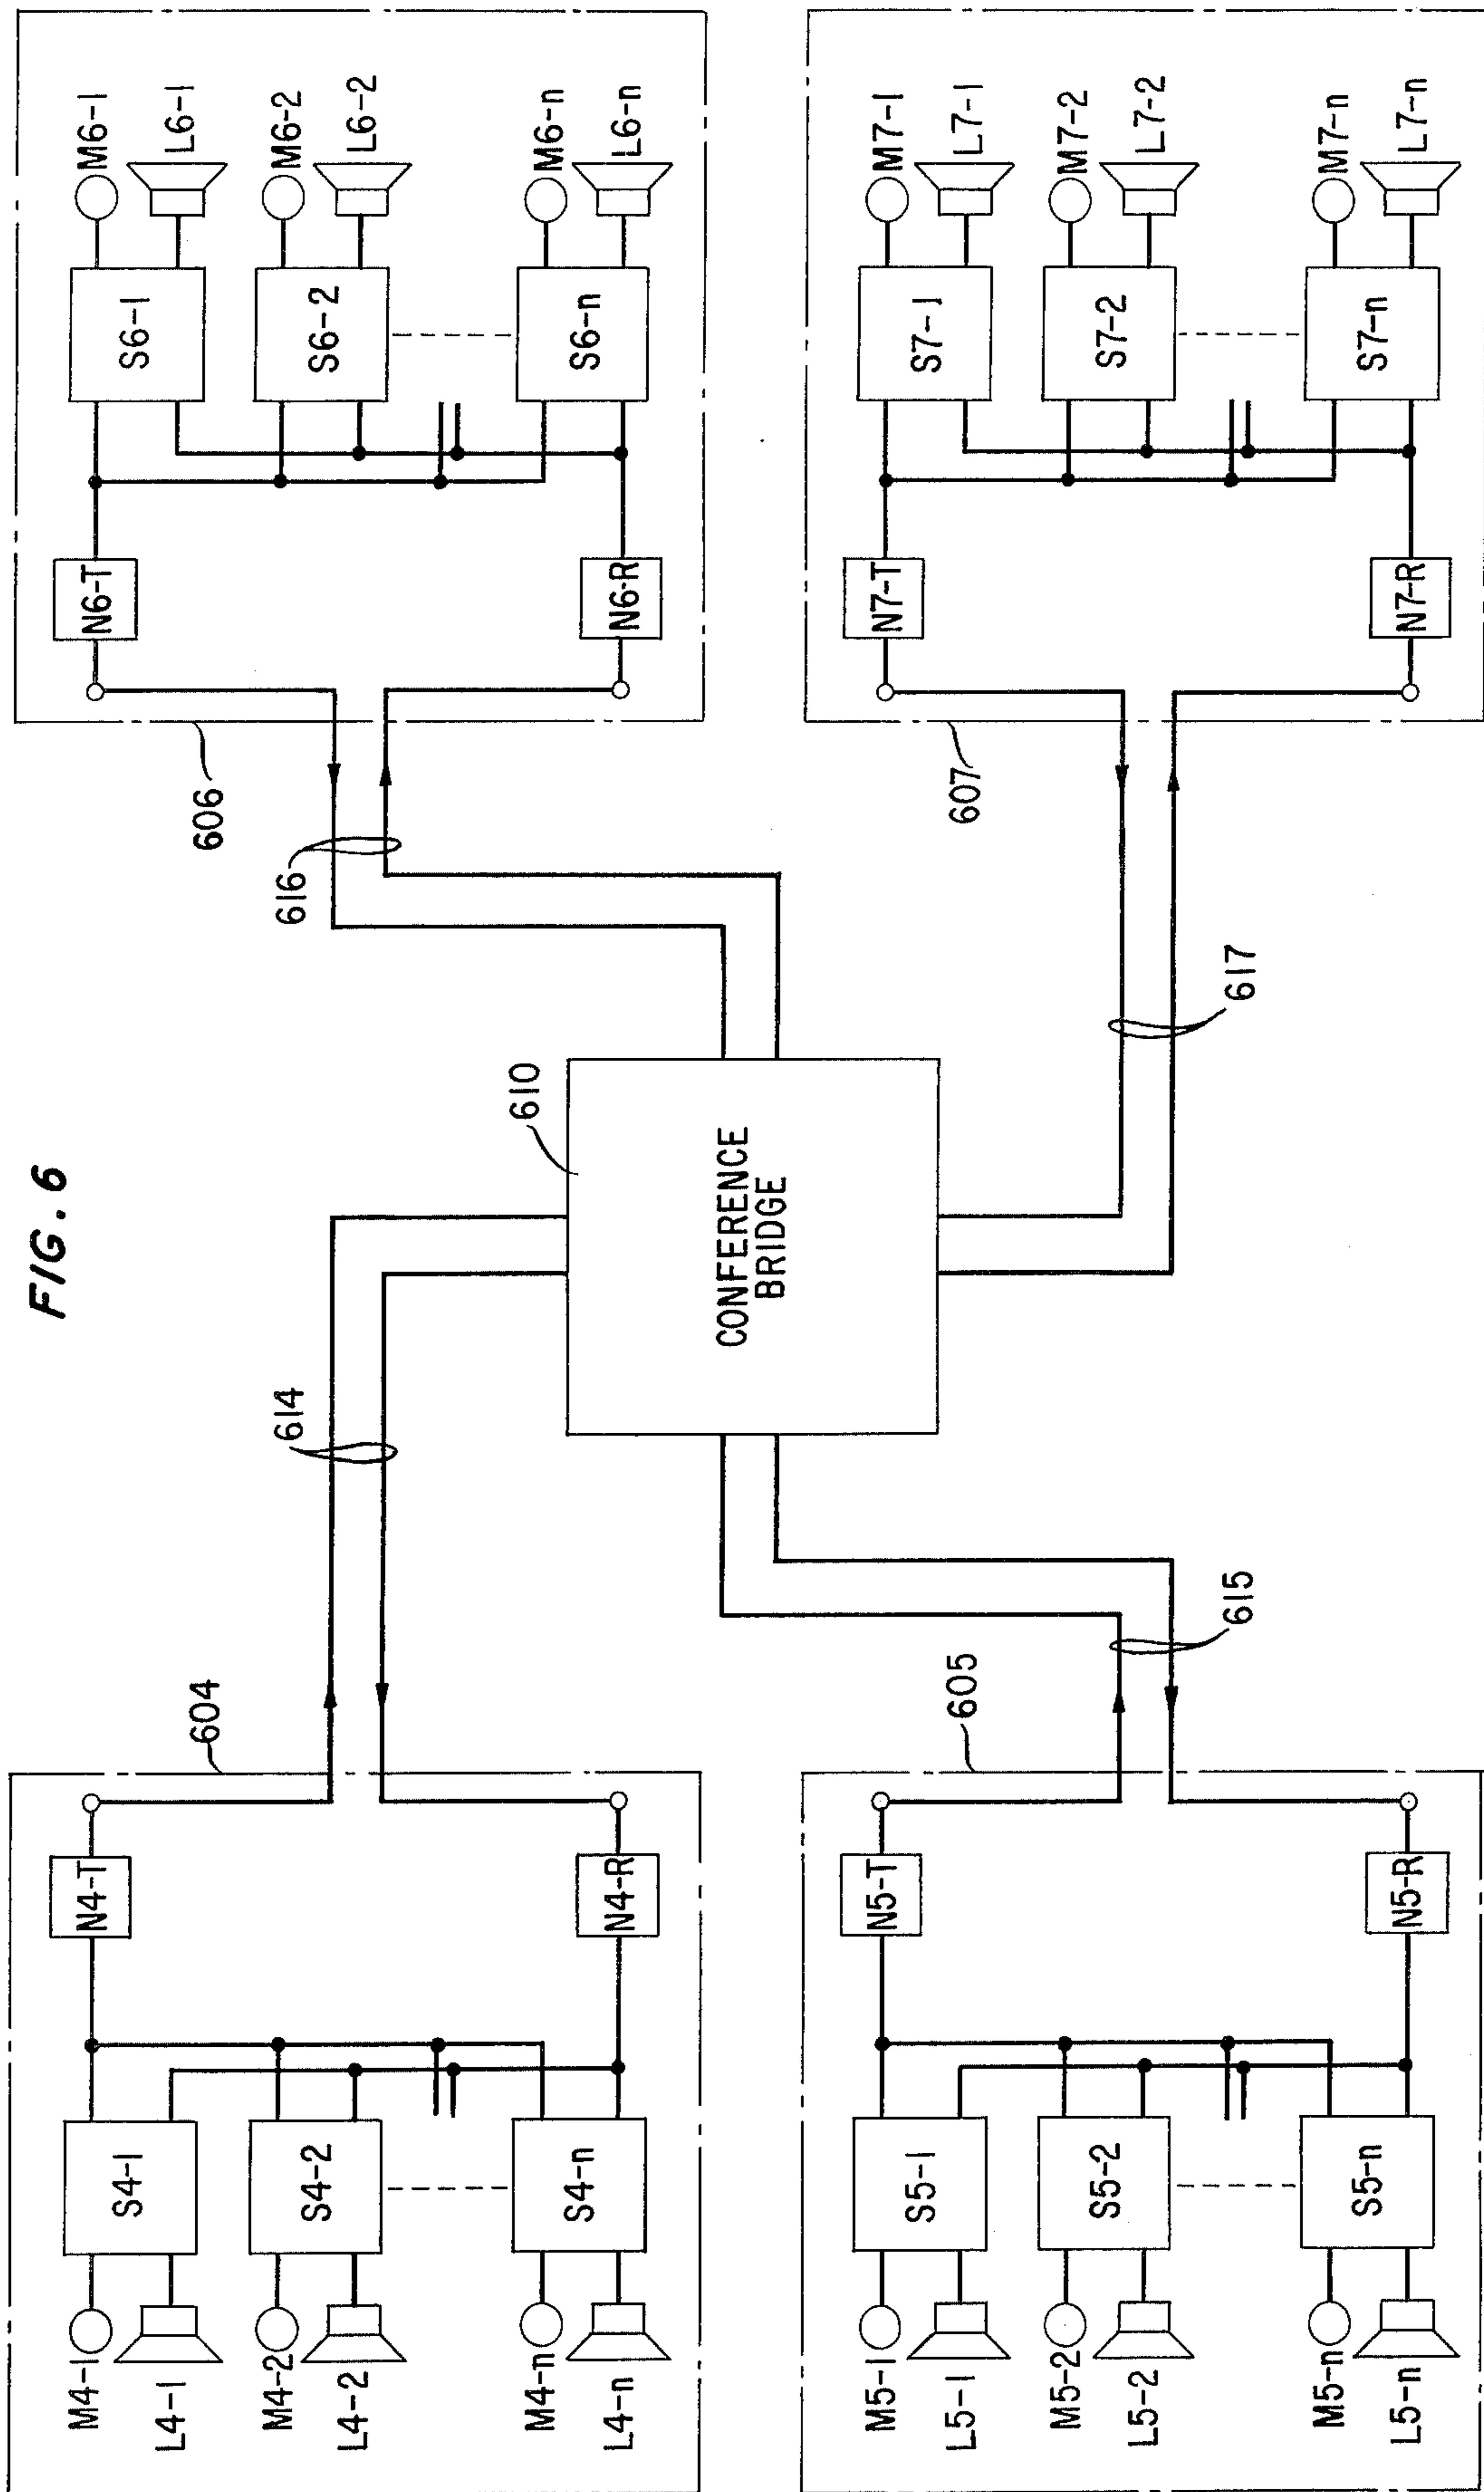 FIG. 6
604
M4-1
L4-1
S4-1
N4-T
M4-2
L4-2
S4-2
M4-n
L4-n
S4-n
N4-R
614
605
M5-1
L5-1
S5-1
N5-T
M5-2
L5-2
S5-2
M5-n
L5-n
S5-n
N5-R
615
610
CONFERENCE
BRIDGE
606
N6-T
S6-1
M6-1
L6-1
S6-2
M6-2
L6-2
N6-R
S6-n
M6-n
L6-n
616
607
N7-T
S7-1
M7-1
L7-1
S7-2
M7-2
L7-2
N7-R
S7-n
M7-n
L7-n
617